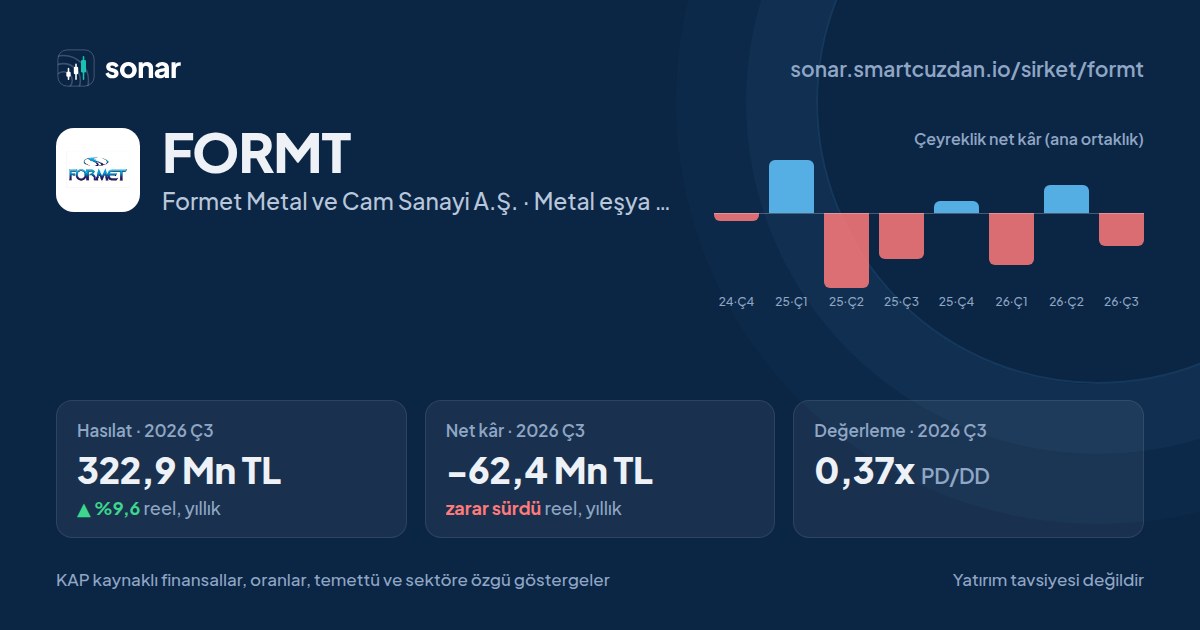 sonar
sonar.smartcuzdan.io/sirket/formt
FORMET
FORMT
Formet Metal ve Cam Sanayi A.Ş. · Metal eşya ...
Çeyreklik net kâr (ana ortaklık)
24·Ç4 25·Ç1 25·Ç2 25·Ç3 25·Ç4 26·Ç1 26·Ç2 26·Ç3
Hasılat · 2026 Ç3
322,9 Mn TL
▲ %9,6 reel, yıllık
Net kâr · 2026 Ç3
−62,4 Mn TL
zarar sürdü reel, yıllık
Değerleme · 2026 Ç3
0,37x PD/DD
KAP kaynaklı finansallar, oranlar, temettü ve sektöre özgü göstergeler
Yatırım tavsiyesi değildir